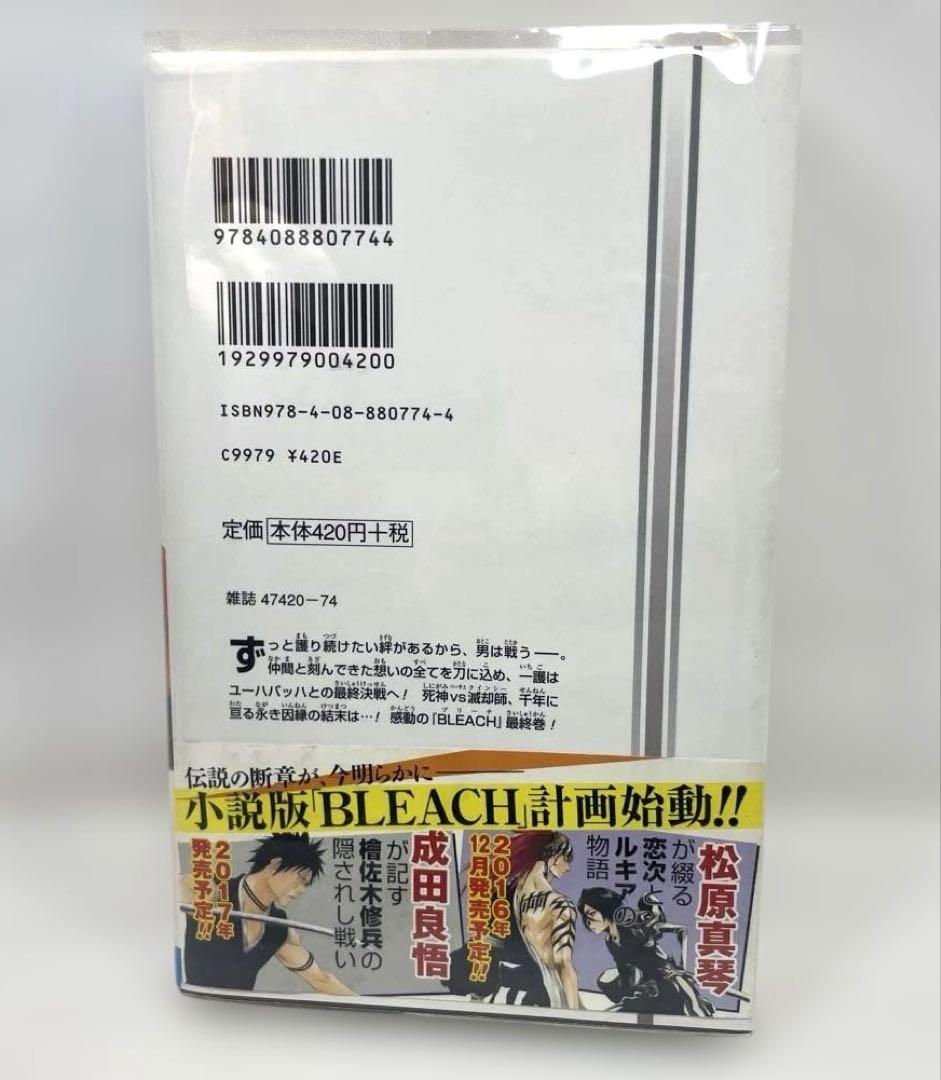 9784088807744
1929979004200
ISBN978-4-08-880774-4
C9979 ¥420E
定価 本体420円+税
雑誌 47420-74
ずっと護り続けたい絆があるから、男は戦う――。
仲間と刻んできた想いの全てを刀に込め、一護は
ユーハバッハとの最終決戦へ! 死神vs滅却師、千年に
亘る永き因縁の結末は…! 感動の『BLEACH』最終巻!
伝説の断章が、今明らかに――
小説版「BLEACH」計画始動!!
松原真琴
が綴る
恋次と
ルキアの
物語
2016年
12月発売予定!!
成田良悟
が記す
檜佐木修兵の
隠されし戦い
2017年
発売予定!!